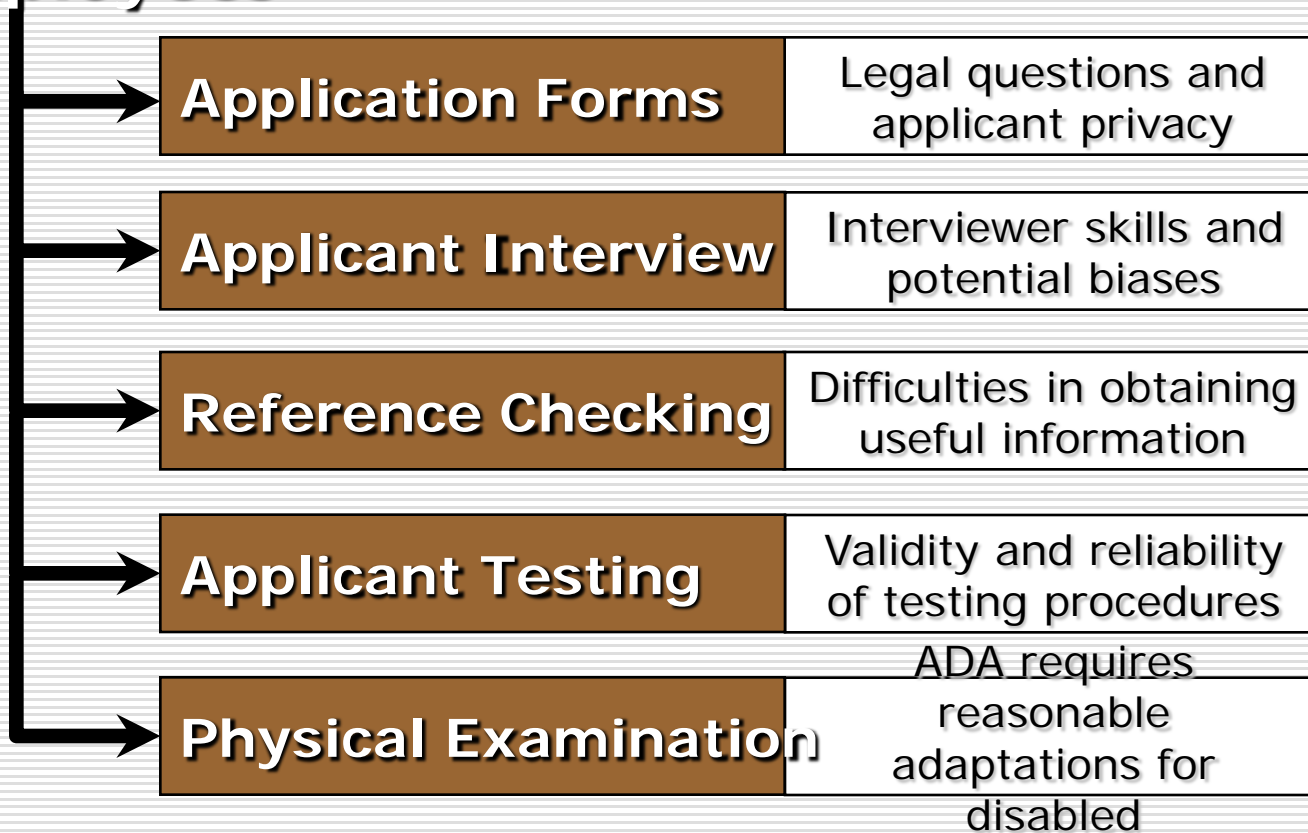 Application Forms
Legal questions and
applicant privacy
Applicant Interview
Interviewer skills and
potential biases
Reference Checking
Difficulties in obtaining
useful information
Applicant Testing
Validity and reliability
of testing procedures
Physical Examination
ADA requires
reasonable
adaptations for
disabled